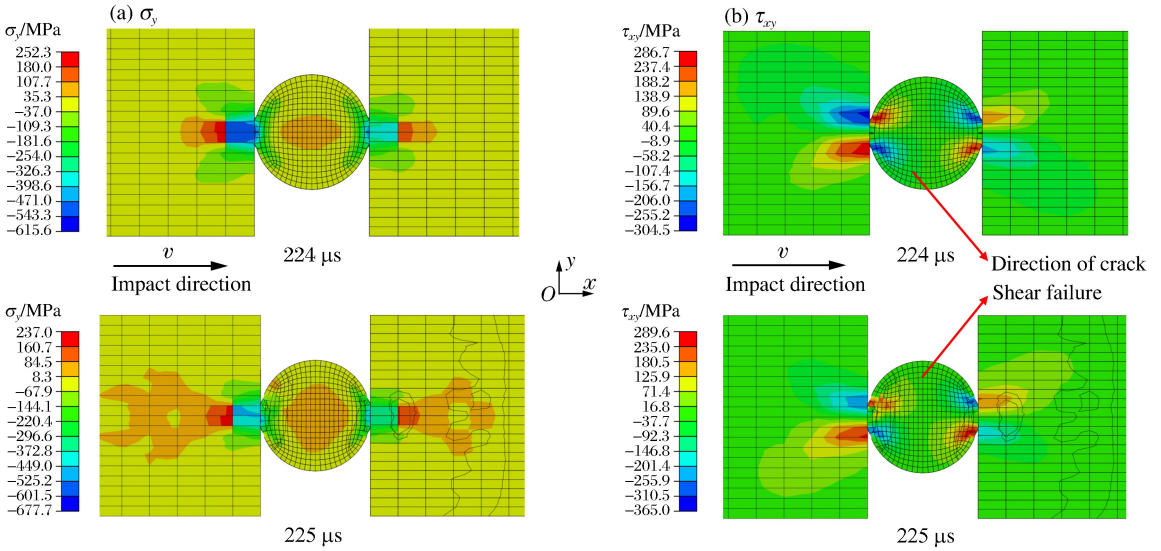 (a) σy
σy/MPa
252.3
180.0
107.7
35.3
−37.0
−109.3
−181.6
−254.0
−326.3
−398.6
−471.0
−543.3
−615.6
v
Impact direction
224 μs
(b) τxy
τxy/MPa
286.7
237.4
188.2
138.9
89.6
40.4
−8.9
−58.2
−107.4
−156.7
−206.0
−255.2
−304.5
v
Impact direction
224 μs
y
O
x
Direction of crack
Shear failure
σy/MPa
237.0
160.7
84.5
8.3
−67.9
−144.1
−220.4
−296.6
−372.8
−449.0
−525.2
−601.5
−677.7
225 μs
τxy/MPa
289.6
235.0
180.5
125.9
71.4
16.8
−37.7
−92.3
−146.8
−201.4
−255.9
−310.5
−365.0
225 μs